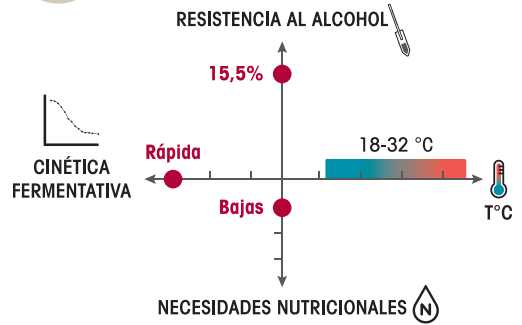 RESISTENCIA AL ALCOHOL
15,5%
18-32 °C
Rápida
CINÉTICA
FERMENTATIVA
T°C
Bajas
NECESIDADES NUTRICIONALES
N